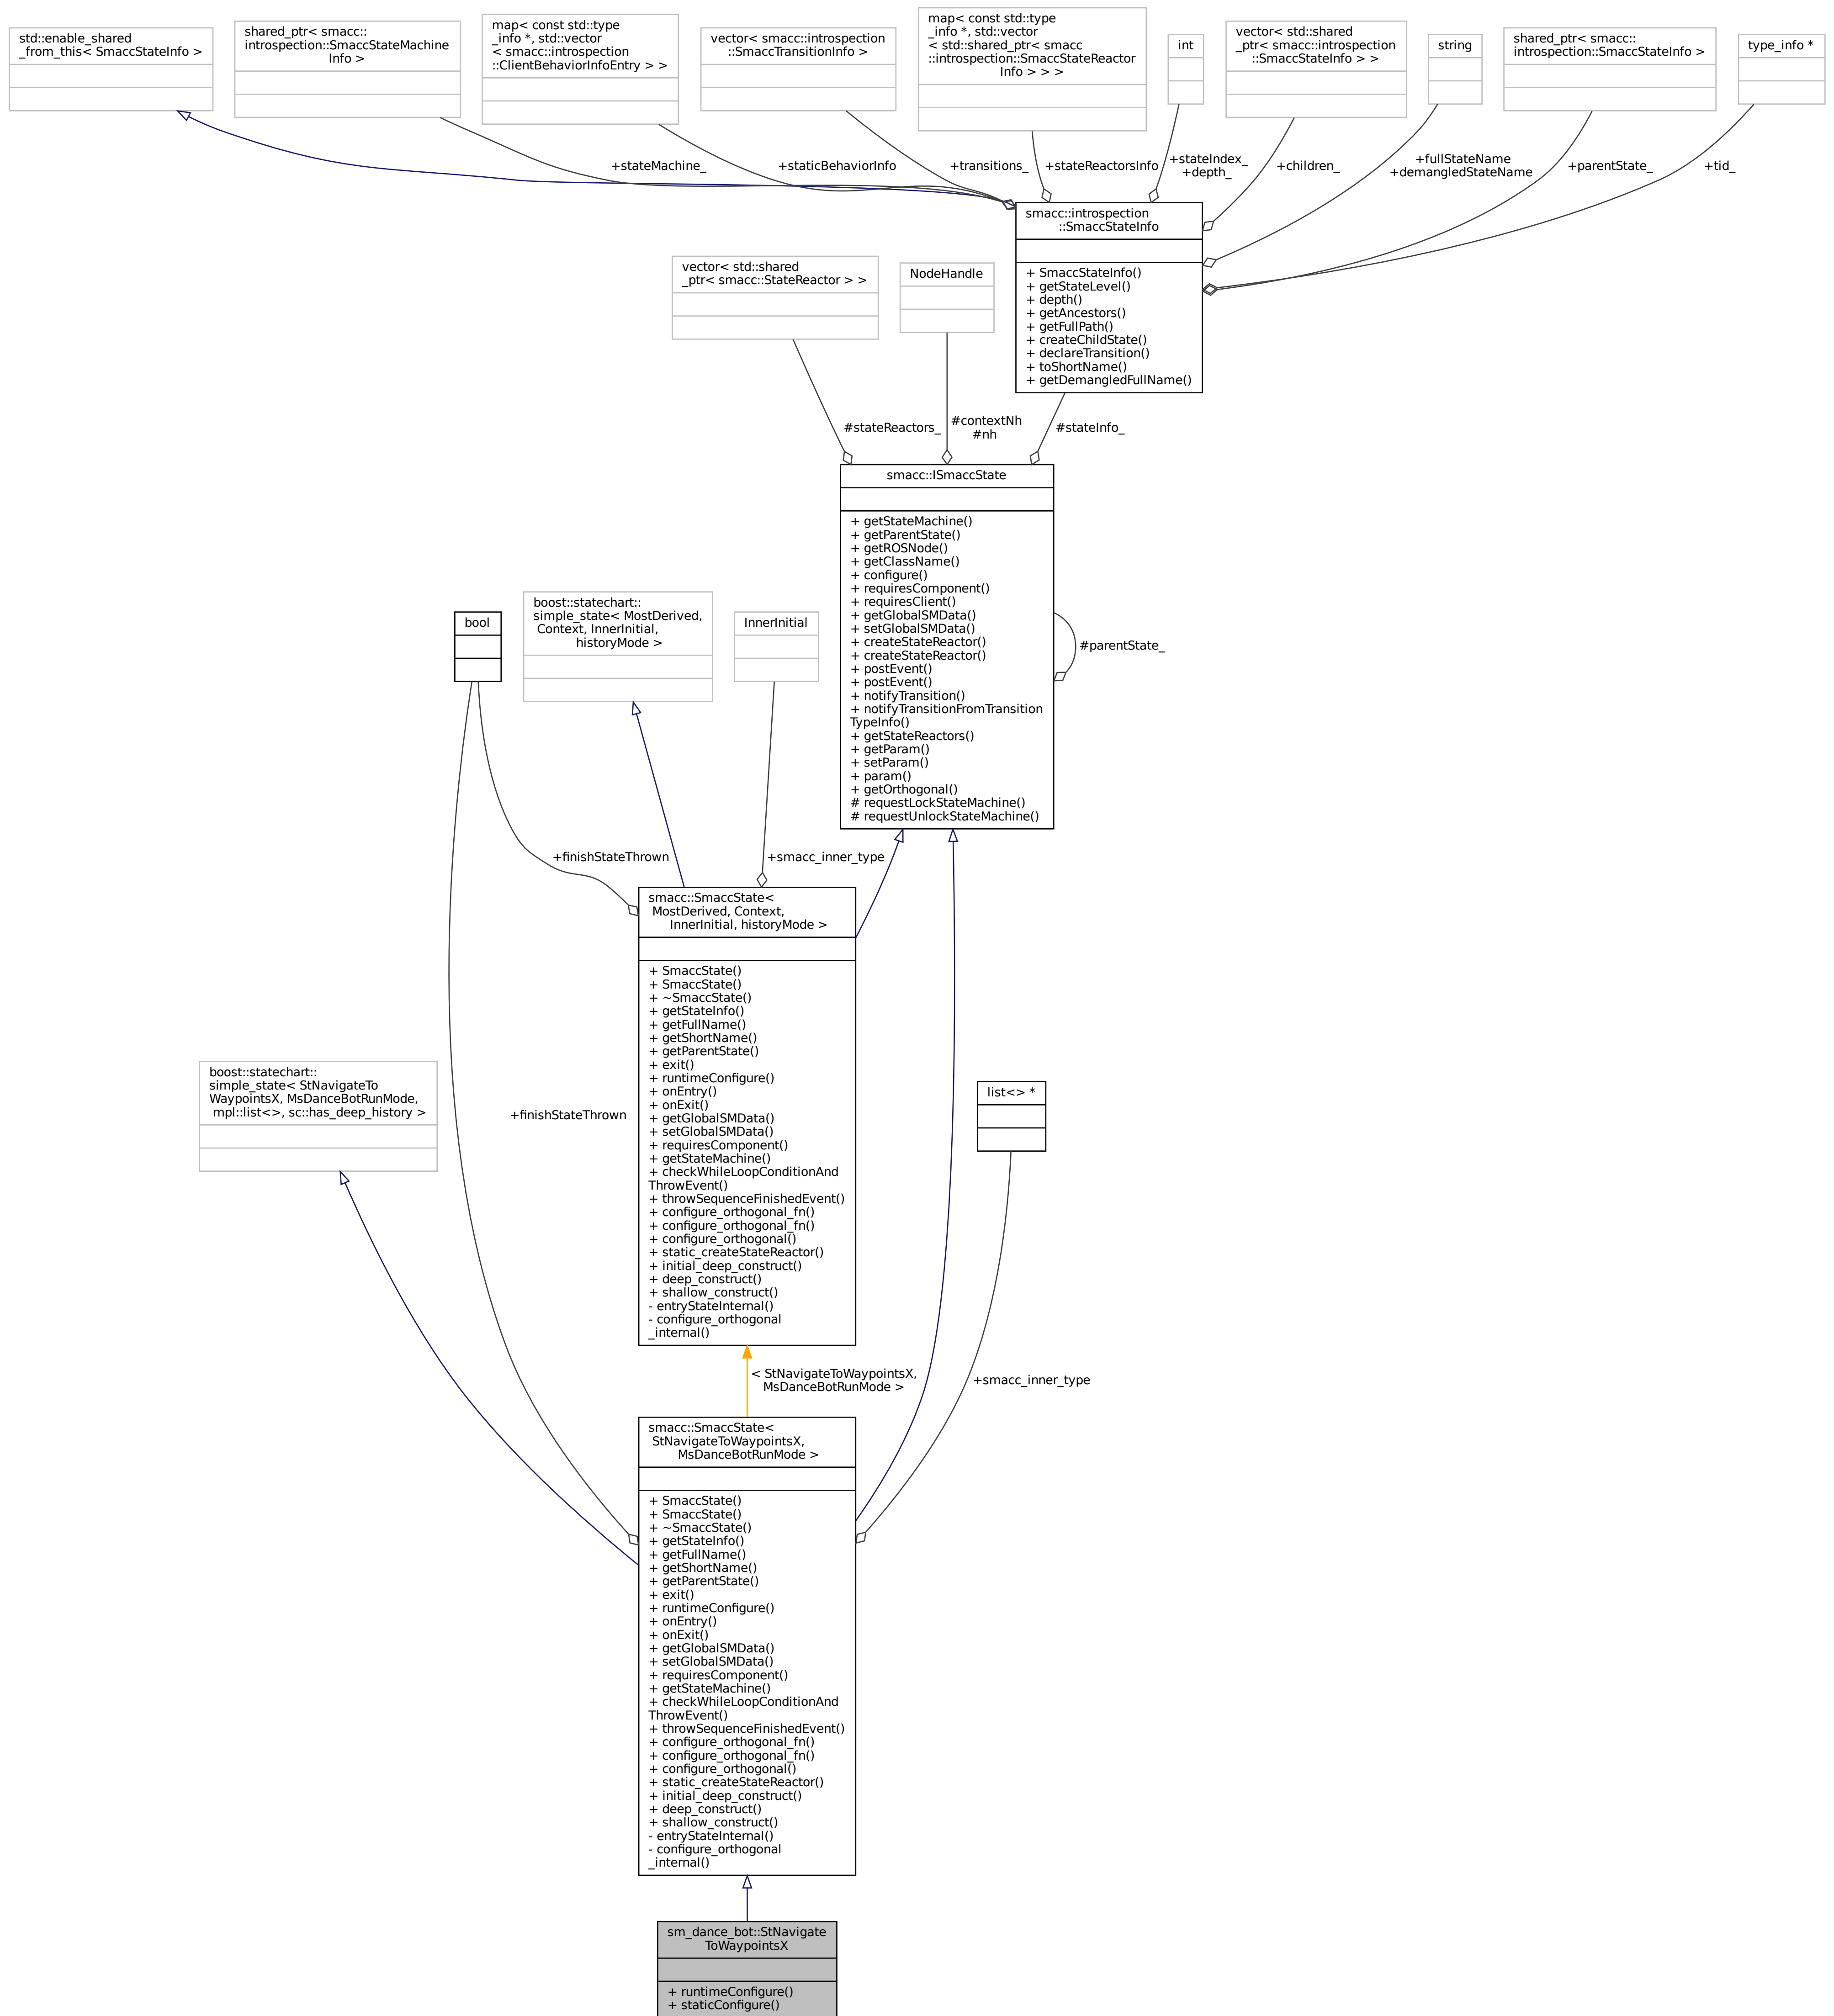 std::enable_shared
_from_this< SmaccStateInfo >
shared_ptr< smacc::
introspection::SmaccStateMachine
Info >
map< const std::type
_info *, std::vector
< smacc::introspection
::ClientBehaviorInfoEntry > >
vector< smacc::introspection
::SmaccTransitionInfo >
map< const std::type
_info *, std::vector
< std::shared_ptr< smacc
::introspection::SmaccStateReactor
Info > > >
int
vector< std::shared
_ptr< smacc::introspection
::SmaccStateInfo > >
string
shared_ptr< smacc::
introspection::SmaccStateInfo >
type_info *
+stateMachine_
+staticBehaviorInfo
+transitions_
+stateReactorsInfo
+stateIndex_
+depth_
+children_
+fullStateName
+demangledStateName
+parentState_
+tid_
smacc::introspection
::SmaccStateInfo
+ SmaccStateInfo()
+ getStateLevel()
+ depth()
+ getAncestors()
+ getFullPath()
+ createChildState()
+ declareTransition()
+ toShortName()
+ getDemangledFullName()
vector< std::shared
_ptr< smacc::StateReactor > >
NodeHandle
#stateReactors_
#contextNh
#nh
#stateInfo_
smacc::ISmaccState
+ getStateMachine()
+ getParentState()
+ getROSNode()
+ getClassName()
+ configure()
+ requiresComponent()
+ requiresClient()
+ getGlobalSMData()
+ setGlobalSMData()
+ createStateReactor()
+ createStateReactor()
+ postEvent()
+ postEvent()
+ notifyTransition()
+ notifyTransitionFromTransition
TypeInfo()
+ getStateReactors()
+ getParam()
+ setParam()
+ param()
+ getOrthogonal()
# requestLockStateMachine()
# requestUnlockStateMachine()
#parentState_
bool
boost::statechart::
simple_state< MostDerived,
Context, InnerInitial,
historyMode >
InnerInitial
+finishStateThrown
+smacc_inner_type
smacc::SmaccState<
MostDerived, Context,
InnerInitial, historyMode >
+ SmaccState()
+ SmaccState()
+ ~SmaccState()
+ getStateInfo()
+ getFullName()
+ getShortName()
+ getParentState()
+ exit()
+ runtimeConfigure()
+ onEntry()
+ onExit()
+ getGlobalSMData()
+ setGlobalSMData()
+ requiresComponent()
+ getStateMachine()
+ checkWhileLoopConditionAnd
ThrowEvent()
+ throwSequenceFinishedEvent()
+ configure_orthogonal_fn()
+ configure_orthogonal_fn()
+ configure_orthogonal()
+ static_createStateReactor()
+ initial_deep_construct()
+ deep_construct()
+ shallow_construct()
- entryStateInternal()
- configure_orthogonal
_internal()
boost::statechart::
simple_state< StNavigateTo
WaypointsX, MsDanceBotRunMode,
mpl::list<>, sc::has_deep_history >
+finishStateThrown
list<> *
< StNavigateToWaypointsX,
MsDanceBotRunMode >
+smacc_inner_type
smacc::SmaccState<
StNavigateToWaypointsX,
MsDanceBotRunMode >
+ SmaccState()
+ SmaccState()
+ ~SmaccState()
+ getStateInfo()
+ getFullName()
+ getShortName()
+ getParentState()
+ exit()
+ runtimeConfigure()
+ onEntry()
+ onExit()
+ getGlobalSMData()
+ setGlobalSMData()
+ requiresComponent()
+ getStateMachine()
+ checkWhileLoopConditionAnd
ThrowEvent()
+ throwSequenceFinishedEvent()
+ configure_orthogonal_fn()
+ configure_orthogonal_fn()
+ configure_orthogonal()
+ static_createStateReactor()
+ initial_deep_construct()
+ deep_construct()
+ shallow_construct()
- entryStateInternal()
- configure_orthogonal
_internal()
sm_dance_bot::StNavigate
ToWaypointsX
+ runtimeConfigure()
+ staticConfigure()